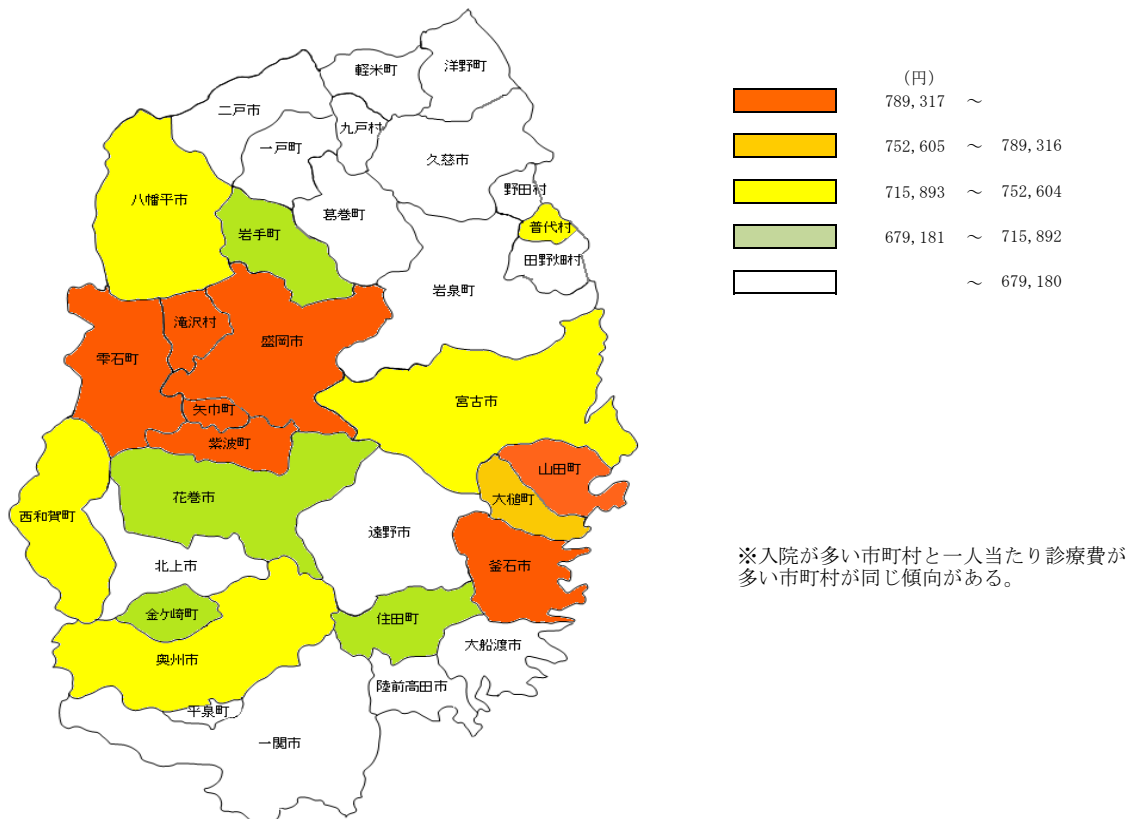 軽米町
洋野町
二戸市
九戸村
一戸町
久慈市
野田村
八幡平市
葛巻町
普代村
岩手町
田野畑村
岩泉町
滝沢村
盛岡市
雫石町
宮古市
矢巾町
紫波町
山田町
花巻市
大槌町
西和賀町
遠野市
北上市
釜石市
金ケ崎町
住田町
大船渡市
奥州市
陸前高田市
平泉町
一関市
（円）
789,317 ～
752,605 ～ 789,316
715,893 ～ 752,604
679,181 ～ 715,892
～ 679,180
※入院が多い市町村と一人当たり診療費が
多い市町村が同じ傾向がある。